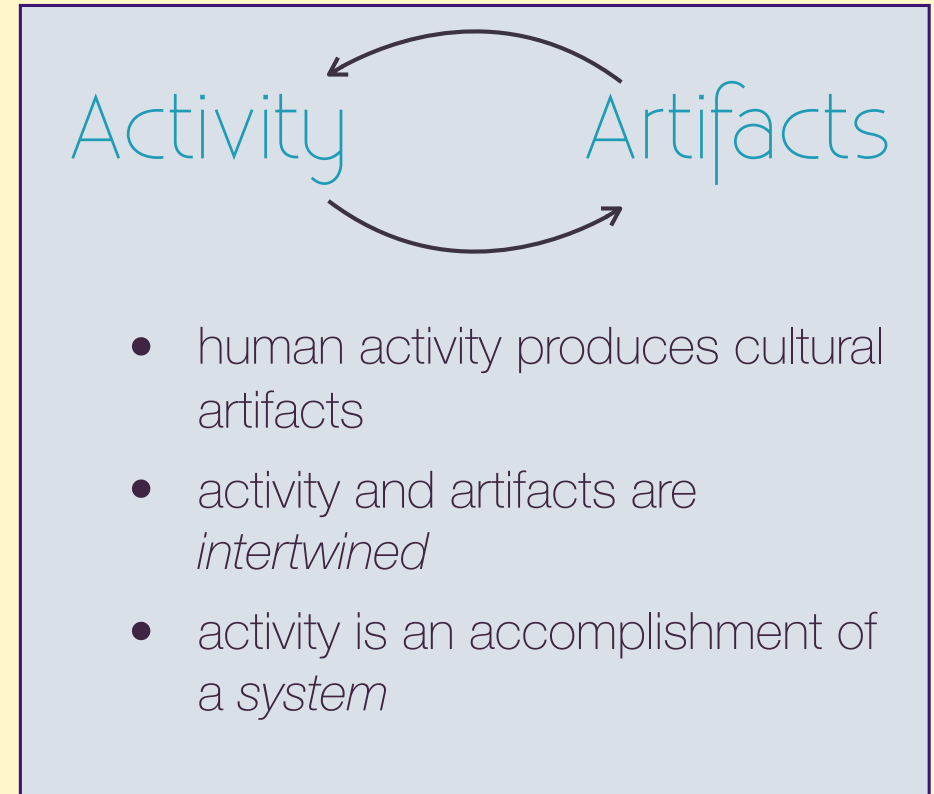 Activity Artifacts
• human activity produces cultural
artifacts
• activity and artifacts are
intertwined
• activity is an accomplishment of
a system